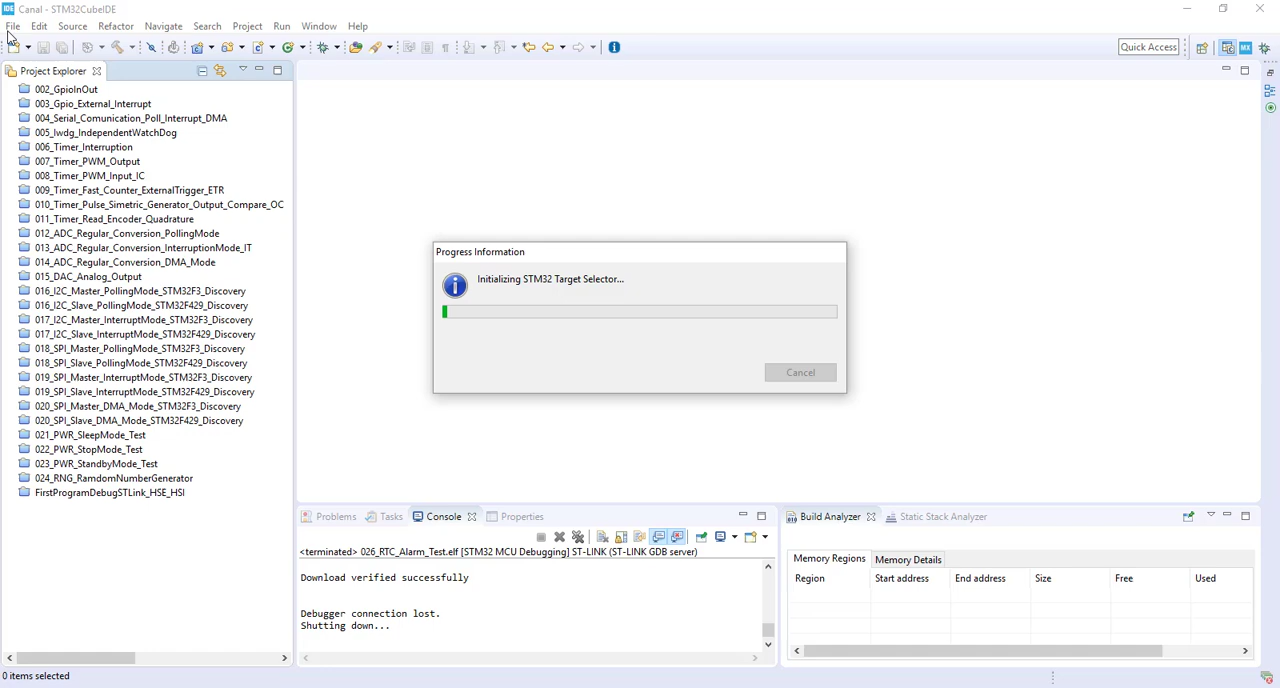 IDE Canal - STM32CubeIDE
File Edit Source Refactor Navigate Search Project Run Window Help
Quick Access
MX
Project Explorer
002_GpioInOut
003_Gpio_External_Interrupt
004_Serial_Comunication_Poll_Interrupt_DMA
005_Iwdg_IndependentWatchDog
006_Timer_Interruption
007_Timer_PWM_Output
008_Timer_PWM_Input_IC
009_Timer_Fast_Counter_ExternalTrigger_ETR
010_Timer_Pulse_Simetric_Generator_Output_Compare_OC
011_Timer_Read_Encoder_Quadrature
012_ADC_Regular_Conversion_PollingMode
013_ADC_Regular_Conversion_InterruptionMode_IT
014_ADC_Regular_Conversion_DMA_Mode
015_DAC_Analog_Output
016_I2C_Master_PollingMode_STM32F3_Discovery
016_I2C_Slave_PollingMode_STM32F429_Discovery
017_I2C_Master_InterruptMode_STM32F3_Discovery
017_I2C_Slave_InterruptMode_STM32F429_Discovery
018_SPI_Master_PollingMode_STM32F3_Discovery
018_SPI_Slave_PollingMode_STM32F429_Discovery
019_SPI_Master_InterruptMode_STM32F3_Discovery
019_SPI_Slave_InterruptMode_STM32F429_Discovery
020_SPI_Master_DMA_Mode_STM32F3_Discovery
020_SPI_Slave_DMA_Mode_STM32F429_Discovery
021_PWR_SleepMode_Test
022_PWR_StopMode_Test
023_PWR_StandbyMode_Test
024_RNG_RamdomNumberGenerator
FirstProgramDebugSTLink_HSE_HSI
Progress Information
Initializing STM32 Target Selector...
Cancel
Problems Tasks Console Properties
<terminated> 026_RTC_Alarm_Test.elf [STM32 MCU Debugging] ST-LINK (ST-LINK GDB server)
Download verified successfully
Debugger connection lost.
Shutting down...
Build Analyzer Static Stack Analyzer
Memory Regions Memory Details
Region Start address End address Size Free Used
0 items selected